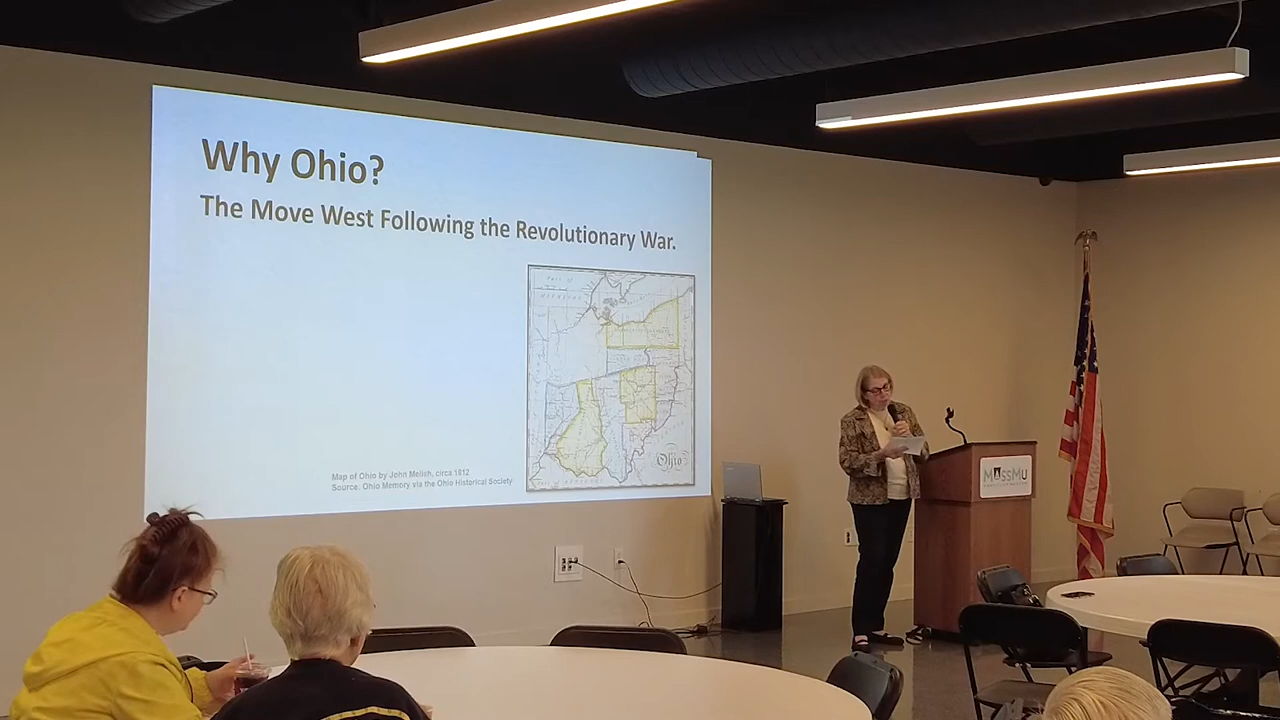 Why Ohio?
The Move West Following the Revolutionary War.
Ohio
Map of Ohio by John Melish, circa 1812
Source: Ohio Memory via the Ohio Historical Society
MASSMU